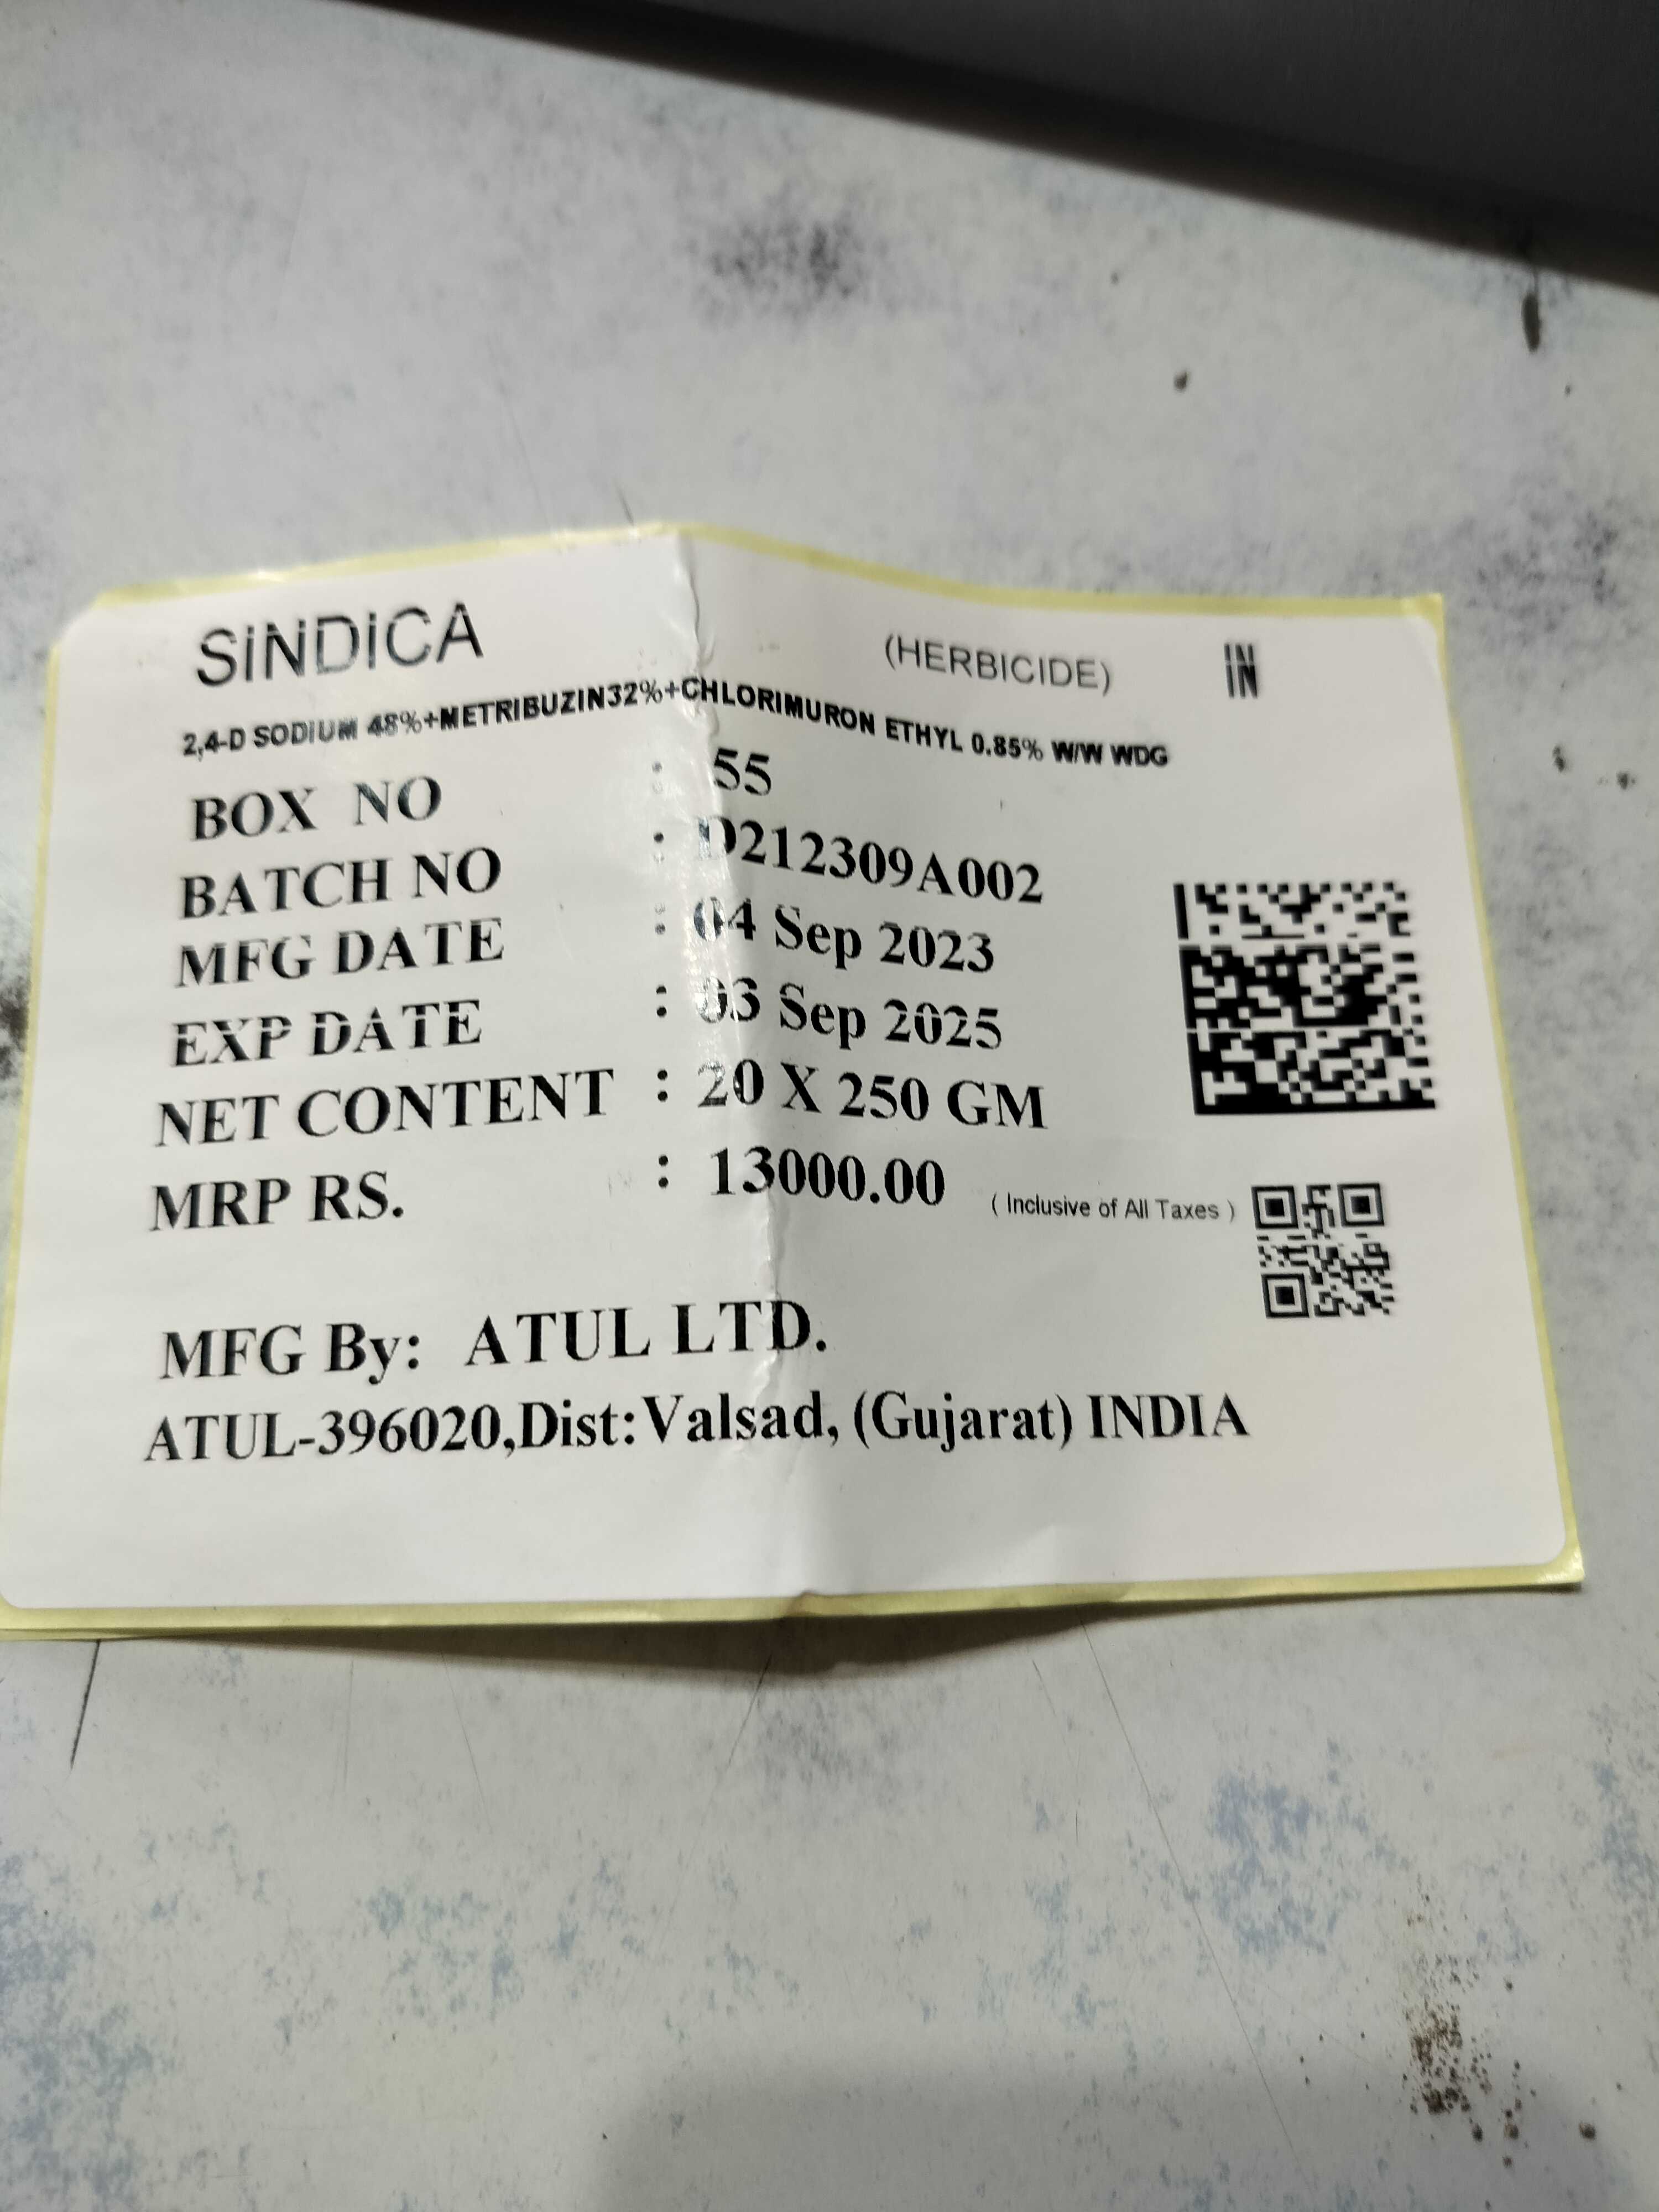 SiNDiCA (HERBICIDE) IN
2,4-D SODiUM 48%+METRIBUZIN32%+CHLORIMURON ETHYL 0.85% W/W WDG
BOX NO : 55
BATCH NO : D212309A002
MFG DATE : 04 Sep 2023
EXP DATE : 03 Sep 2025
NET CONTENT : 20 X 250 GM
MRP RS. : 13000.00 ( Inclusive of All Taxes )
MFG By: ATUL LTD.
ATUL-396020,Dist:Valsad, (Gujarat) INDIA